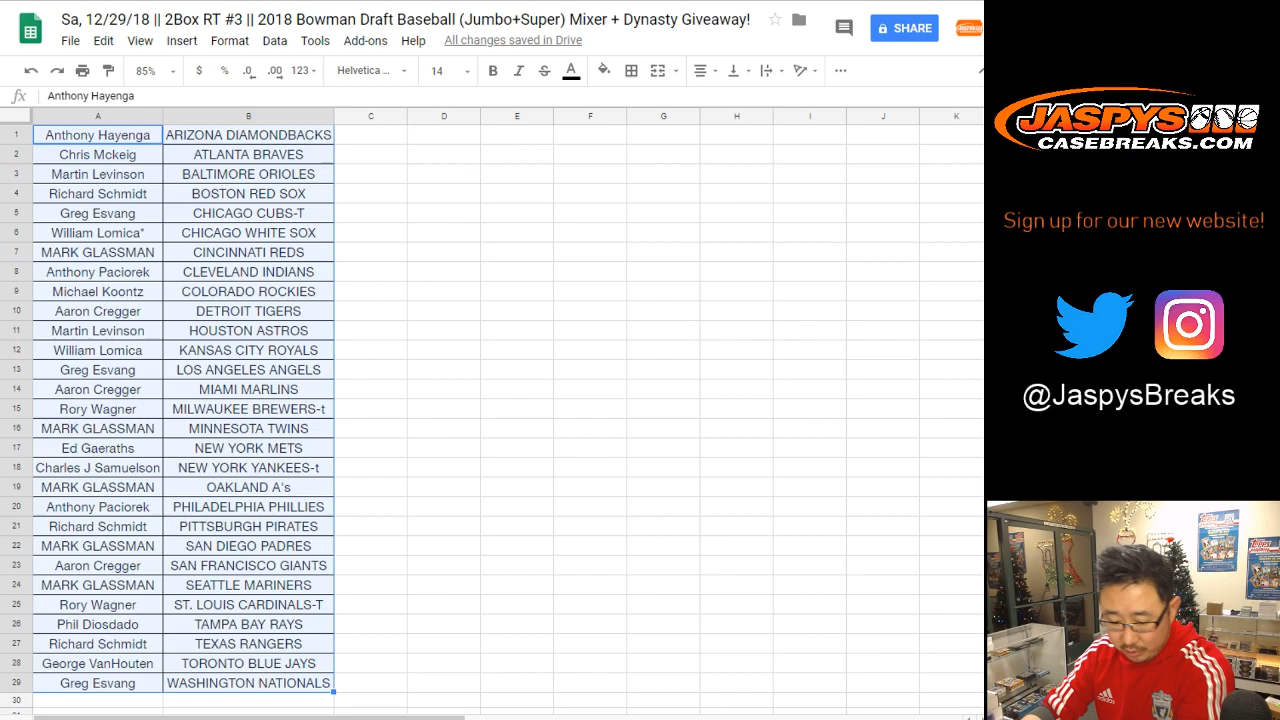 Sa, 12/29/18 || 2Box RT #3 || 2018 Bowman Draft Baseball (Jumbo+Super) Mixer + Dynasty Giveaway!
File Edit View Insert Format Data Tools Add-ons Help All changes saved in Drive
SHARE
85% $ % .0 .00 123 Helvetica ... 14
fx Anthony Hayenga
A B C D E F G H I J K
1 Anthony Hayenga ARIZONA DIAMONDBACKS
2 Chris Mckeig ATLANTA BRAVES
3 Martin Levinson BALTIMORE ORIOLES
4 Richard Schmidt BOSTON RED SOX
5 Greg Esvang CHICAGO CUBS-T
6 William Lomica* CHICAGO WHITE SOX
7 MARK GLASSMAN CINCINNATI REDS
8 Anthony Paciorek CLEVELAND INDIANS
9 Michael Koontz COLORADO ROCKIES
10 Aaron Cregger DETROIT TIGERS
11 Martin Levinson HOUSTON ASTROS
12 William Lomica KANSAS CITY ROYALS
13 Greg Esvang LOS ANGELES ANGELS
14 Aaron Cregger MIAMI MARLINS
15 Rory Wagner MILWAUKEE BREWERS-t
16 MARK GLASSMAN MINNESOTA TWINS
17 Ed Gaeraths NEW YORK METS
18 Charles J Samuelson NEW YORK YANKEES-t
19 MARK GLASSMAN OAKLAND A's
20 Anthony Paciorek PHILADELPHIA PHILLIES
21 Richard Schmidt PITTSBURGH PIRATES
22 MARK GLASSMAN SAN DIEGO PADRES
23 Aaron Cregger SAN FRANCISCO GIANTS
24 MARK GLASSMAN SEATTLE MARINERS
25 Rory Wagner ST. LOUIS CARDINALS-T
26 Phil Diosdado TAMPA BAY RAYS
27 Richard Schmidt TEXAS RANGERS
28 George VanHouten TORONTO BLUE JAYS
29 Greg Esvang WASHINGTON NATIONALS
30
JASPYS
CASEBREAKS.COM
Sign up for our new website!
@JaspysBreaks
Topps
adidas